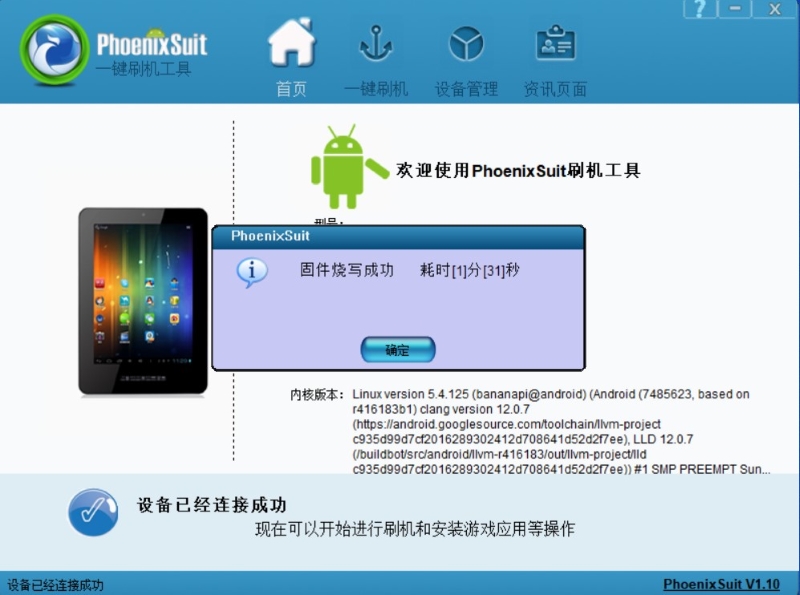 PhoenixSuit
一键刷机工具
首页
一键刷机
设备管理
资讯页面
欢迎使用PhoenixSuit刷机工具
型号:
PhoenixSuit
固件烧写成功 耗时[1]分[31]秒
确定
内核版本: Linux version 5.4.125 (bananapi@android) (Android (7485623, based on
r416183b1) clang version 12.0.7
(https://android.googlesource.com/toolchain/llvm-project
c935d99d7cf2016289302412d708641d52d2f7ee), LLD 12.0.7
(/buildbot/src/android/llvm-r416183/out/llvm-project/lld
c935d99d7cf2016289302412d708641d52d2f7ee)) #1 SMP PREEMPT Sun...
设备已经连接成功
现在可以开始进行刷机和安装游戏应用等操作
设备已经连接成功
PhoenixSuit V1.10